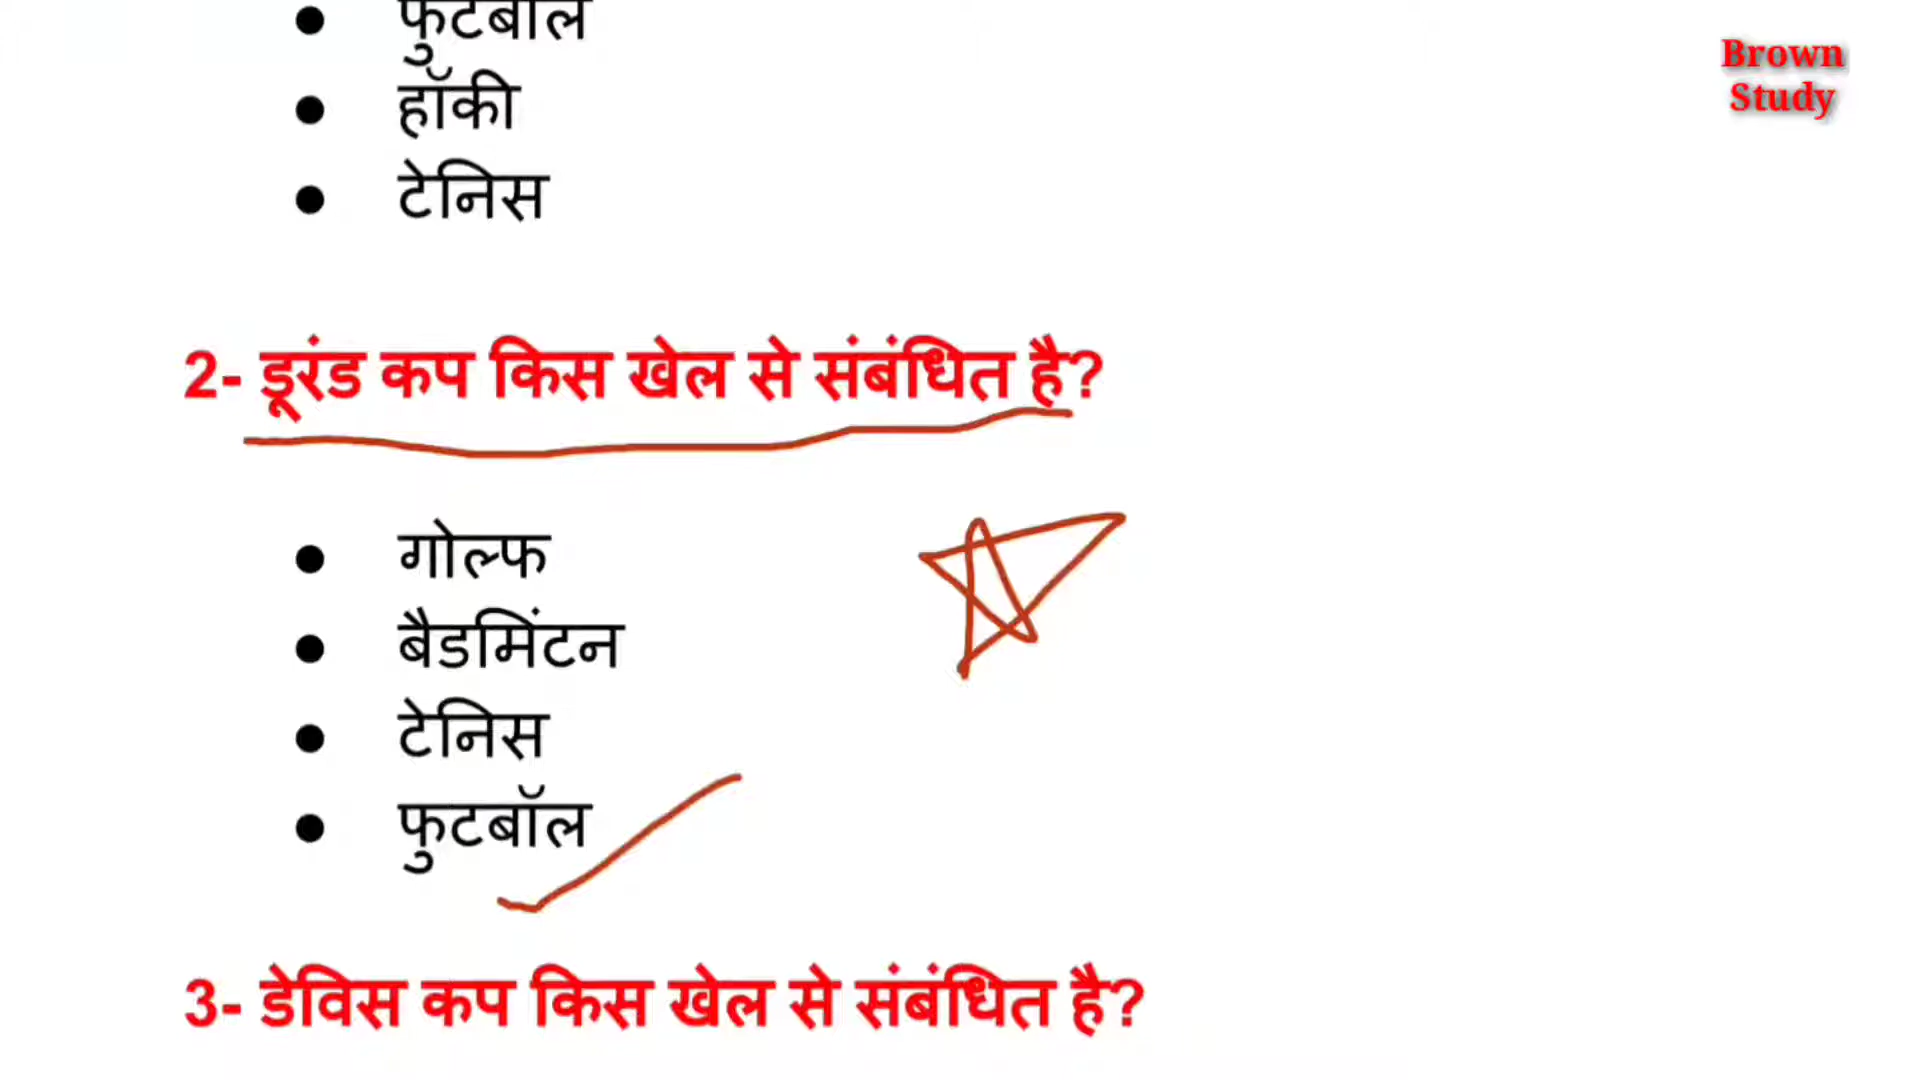 फुटबॉल
Brown
Study
हॉकी
टेनिस
2- डूरंड कप किस खेल से संबंधित है?
गोल्फ
बैडमिंटन
टेनिस
फुटबॉल
3- डेविस कप किस खेल से संबंधित है?